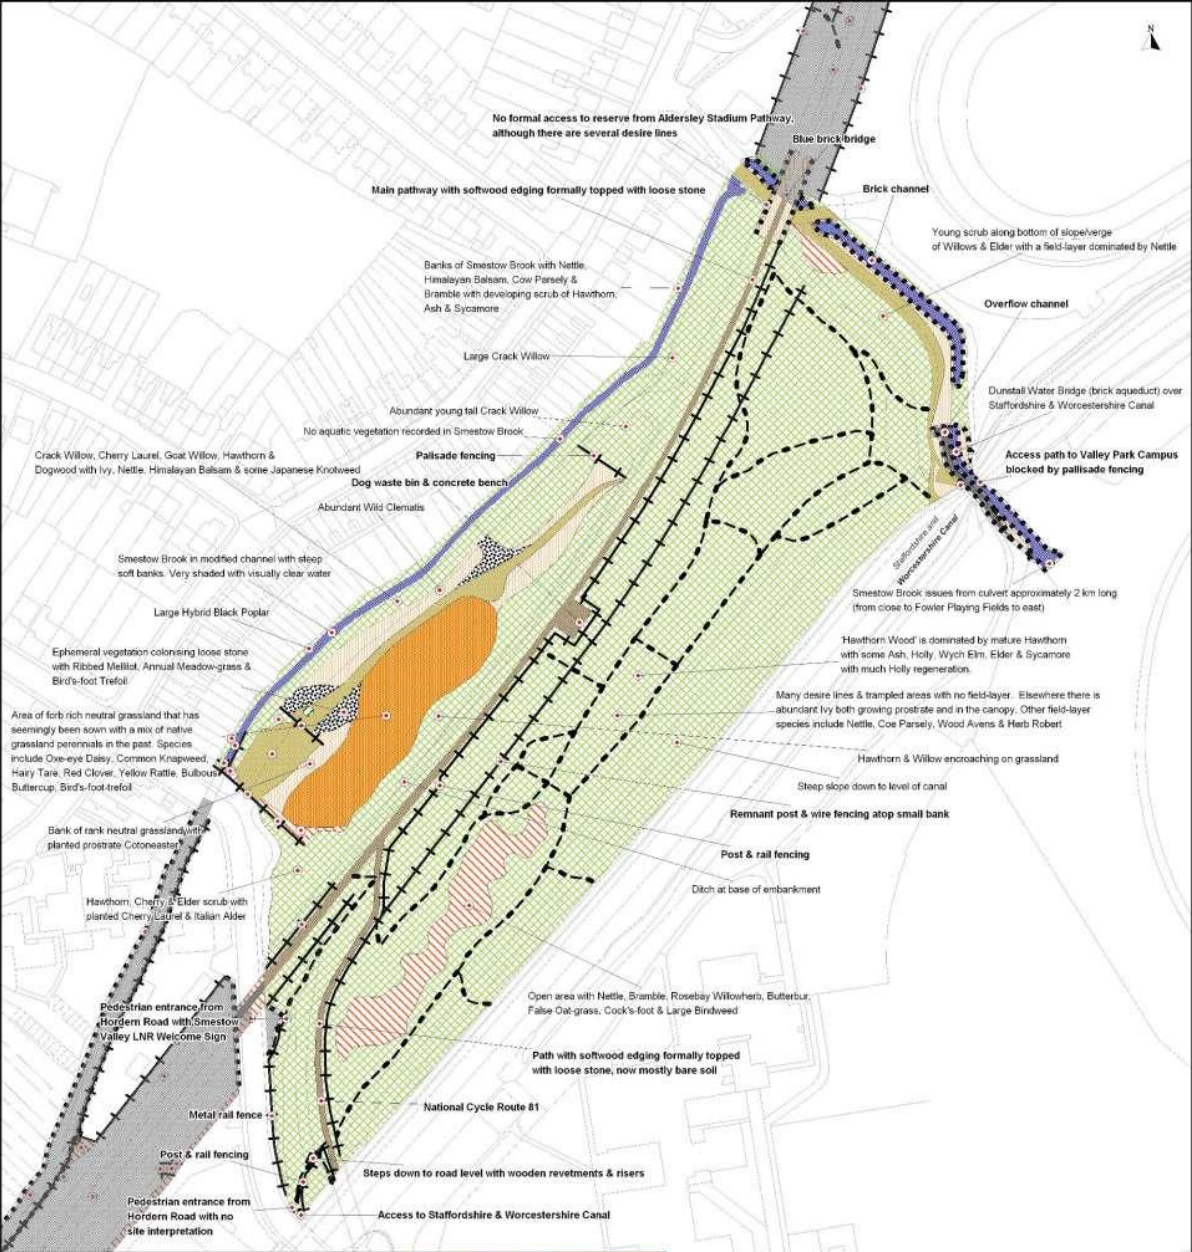 N
No formal access to reserve from Aldersley Stadium Pathway,
although there are several desire lines
Blue brick bridge
Main pathway with softwood edging formally topped with loose stone
Brick channel
Young scrub along bottom of slope/verge
of Willows & Elder with a field-layer dominated by Nettle
Banks of Smestow Brook with Nettle,
Himalayan Balsam, Cow Parsely &
Bramble with developing scrub of Hawthorn,
Ash & Sycamore
Overflow channel
Large Crack Willow
Dunstall Water Bridge (brick aqueduct) over
Staffordshire & Worcestershire Canal
Abundant young tall Crack Willow
No aquatic vegetation recorded in Smestow Brook
Palisade fencing
Access path to Valley Park Campus
blocked by pallisade fencing
Crack Willow, Cherry Laurel, Goat Willow, Hawthorn &
Dogwood with Ivy, Nettle, Himalayan Balsam & some Japanese Knotweed
Dog waste bin & concrete bench
Abundant Wild Clematis
Staffordshire and
Worcestershire Canal
Smestow Brook in modified channel with steep
soft banks. Very shaded with visually clear water
Smestow Brook issues from culvert approximately 2 km long
(from close to Fowler Playing Fields to east)
Large Hybrid Black Poplar
'Hawthorn Wood' is dominated by mature Hawthorn
with some Ash, Holly, Wych Elm, Elder & Sycamore
with much Holly regeneration.
Ephemeral vegetation colonising loose stone
with Ribbed Melilot, Annual Meadow-grass &
Bird's-foot Trefoil
Many desire lines & trampled areas with no field-layer. Elsewhere there is
abundant Ivy both growing prostrate and in the canopy. Other field-layer
species include Nettle, Coe Parsely, Wood Avens & Herb Robert
Area of forb rich neutral grassland that has
seemingly been sown with a mix of native
grassland perennials in the past. Species
include Oxe-eye Daisy, Common Knapweed,
Hairy Tare, Red Clover, Yellow Rattle, Bulbous
Buttercup, Bird's-foot-trefoil
Hawthorn & Willow encroaching on grassland
Steep slope down to level of canal
Remnant post & wire fencing atop small bank
Bank of rank neutral grassland with
planted prostrate Cotoneaster
Post & rail fencing
Ditch at base of embankment
Hawthorn, Cherry & Elder scrub with
planted Cherry Laurel & Italian Alder
Open area with Nettle, Bramble, Rosebay Willowherb, Butterbur,
False Oat-grass, Cock's-foot & Large Bindweed
Pedestrian entrance from
Hordern Road with Smestow
Valley LNR Welcome Sign
Path with softwood edging formally topped
with loose stone, now mostly bare soil
National Cycle Route 81
Metal rail fence
Post & rail fencing
Steps down to road level with wooden revetments & risers
Pedestrian entrance from
Hordern Road with no
site interpretation
Access to Staffordshire & Worcestershire Canal